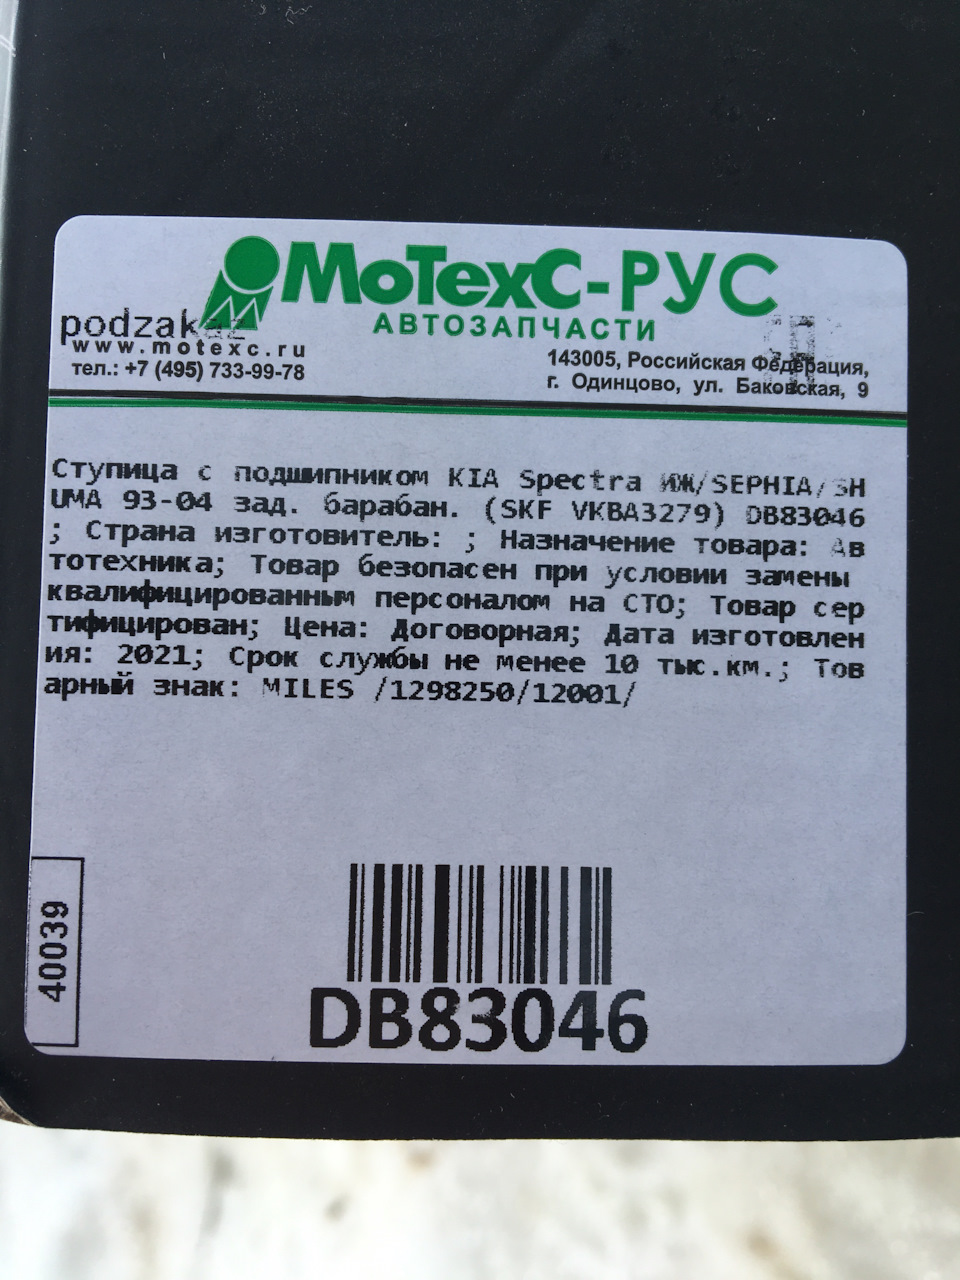 МоТехС-РУС
АВТОЗАПЧАСТИ
podzakaz
www.motexc.ru
тел.: +7 (495) 733-99-78
143005, Российская Федерация,
г. Одинцово, ул. Баковская, 9
Ступица с подшипником KIA Spectra ИЖ/SEPHIA/SH
UMA 93-04 зад. барабан. (SKF VKBA3279) DB83046
; Страна изготовитель: ; Назначение товара: Ав
тотехника; Товар безопасен при условии замены
квалифицированным персоналом на СТО; Товар сер
тифицирован; Цена: Договорная; Дата изготовлен
ия: 2021; Срок службы не менее 10 тыс.км.; Тов
арный знак: MILES /1298250/12001/
40039
DB83046